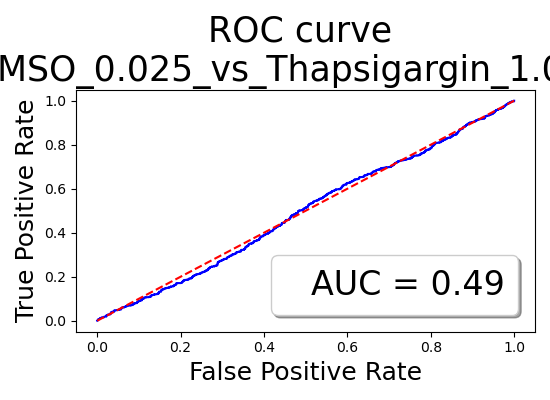 ROC curve
MSO_0.025_vs_Thapsigargin_1.0
True Positive Rate
1.0
0.8
0.6
0.4
0.2
0.0
AUC = 0.49
0.0 0.2 0.4 0.6 0.8 1.0
False Positive Rate